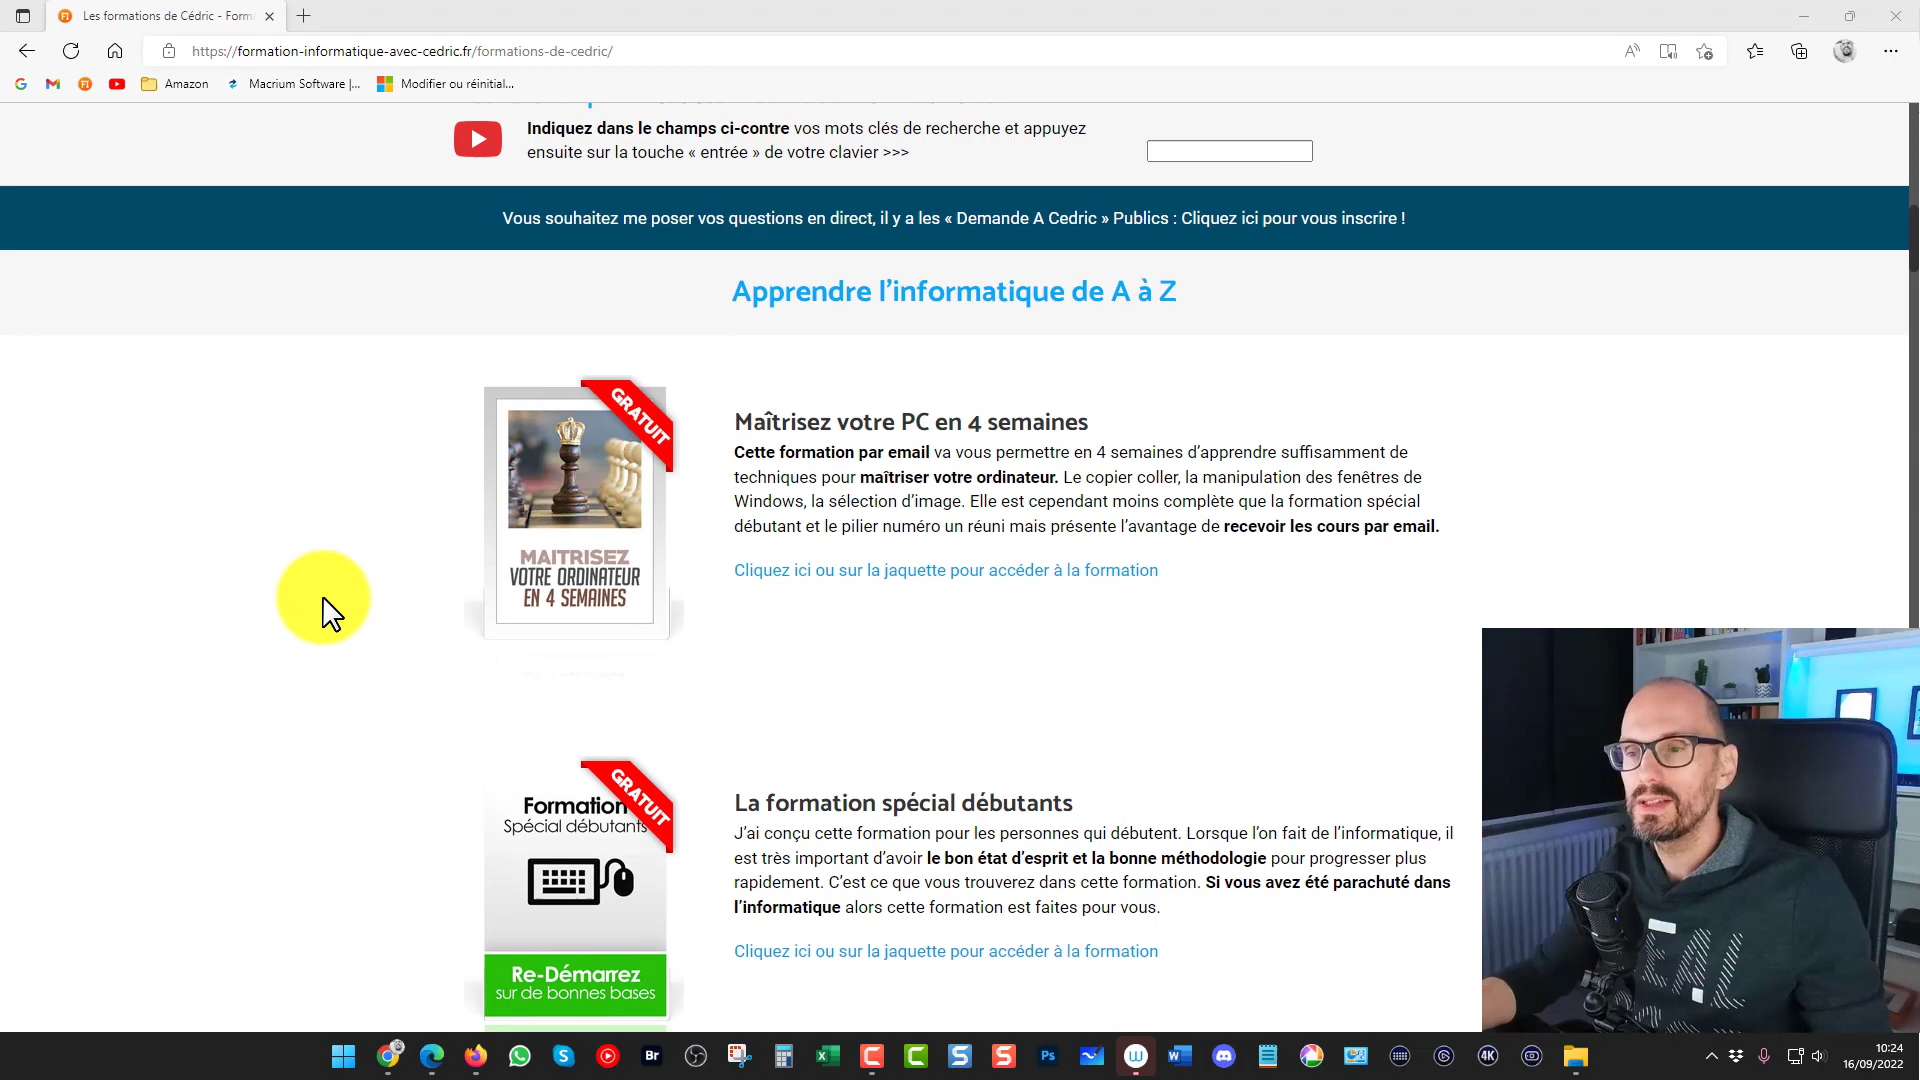 Les formations de Cédric - Form
https://formation-informatique-avec-cedric.fr/formations-de-cedric/
Amazon
Macrium Software |...
Modifier ou réinitial...
Indiquez dans le champs ci-contre vos mots clés de recherche et appuyez
ensuite sur la touche « entrée » de votre clavier >>>
Vous souhaitez me poser vos questions en direct, il y a les « Demande A Cedric » Publics : Cliquez ici pour vous inscrire !
Apprendre l'informatique de A à Z
GRATUIT
MAITRISEZ
VOTRE ORDINATEUR
EN 4 SEMAINES
Maîtrisez votre PC en 4 semaines
Cette formation par email va vous permettre en 4 semaines d'apprendre suffisamment de
techniques pour maîtriser votre ordinateur. Le copier coller, la manipulation des fenêtres de
Windows, la sélection d'image. Elle est cependant moins complète que la formation spécial
débutant et le pilier numéro un réuni mais présente l'avantage de recevoir les cours par email.
Cliquez ici ou sur la jaquette pour accéder à la formation
GRATUIT
Formation
Spécial débutants
Re-Démarrez
sur de bonnes bases
La formation spécial débutants
J'ai conçu cette formation pour les personnes qui débutent. Lorsque l'on fait de l'informatique, il
est très important d'avoir le bon état d'esprit et la bonne méthodologie pour progresser plus
rapidement. C'est ce que vous trouverez dans cette formation. Si vous avez été parachuté dans
l'informatique alors cette formation est faites pour vous.
Cliquez ici ou sur la jaquette pour accéder à la formation
Br
Ps
4K
10:24
16/09/2022